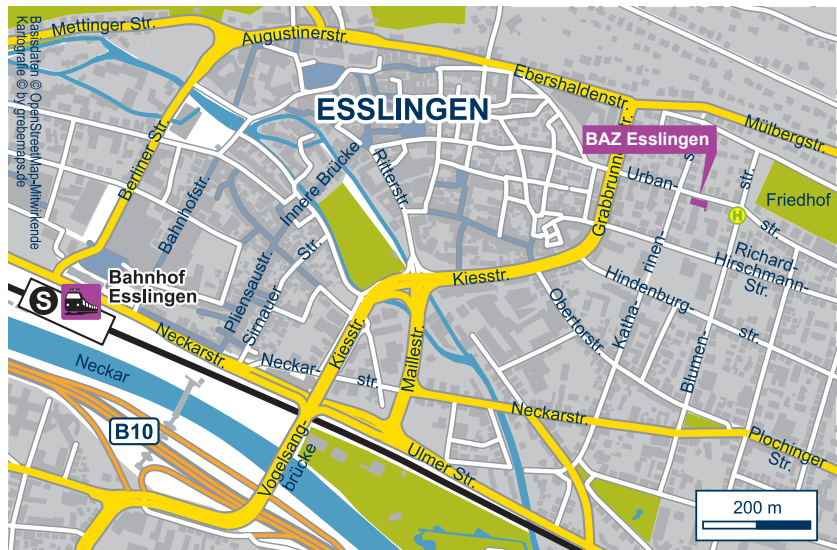 Basisdaten © OpenStreetMap-Mitwirkende
Kartografie © by grebemaps.de
Mettinger Str.
Augustinerstr.
Ebershaldenstr.
Mülbergstr.
ESSLINGEN
BAZ Esslingen
Berliner Str.
Innere Brücke
Ritterstr.
Urban-
str.
Friedhof
H
Bahnhofstr.
Kiesstr.
Richard-
Hirschmann-
Str.
Hindenburg-
str.
Katha-
rinen-
Blumen-
str.
Obertorstr.
Bahnhof
Esslingen
S
Pliensaustr.
Sirnauer
Str.
Neckarstr.
Neckar-
str.
Kiesstr.
Maillestr.
Neckar
B10
Neckarstr.
Plochinger
Str.
Vogelsang-
brücke
Ulmer Str.
200 m